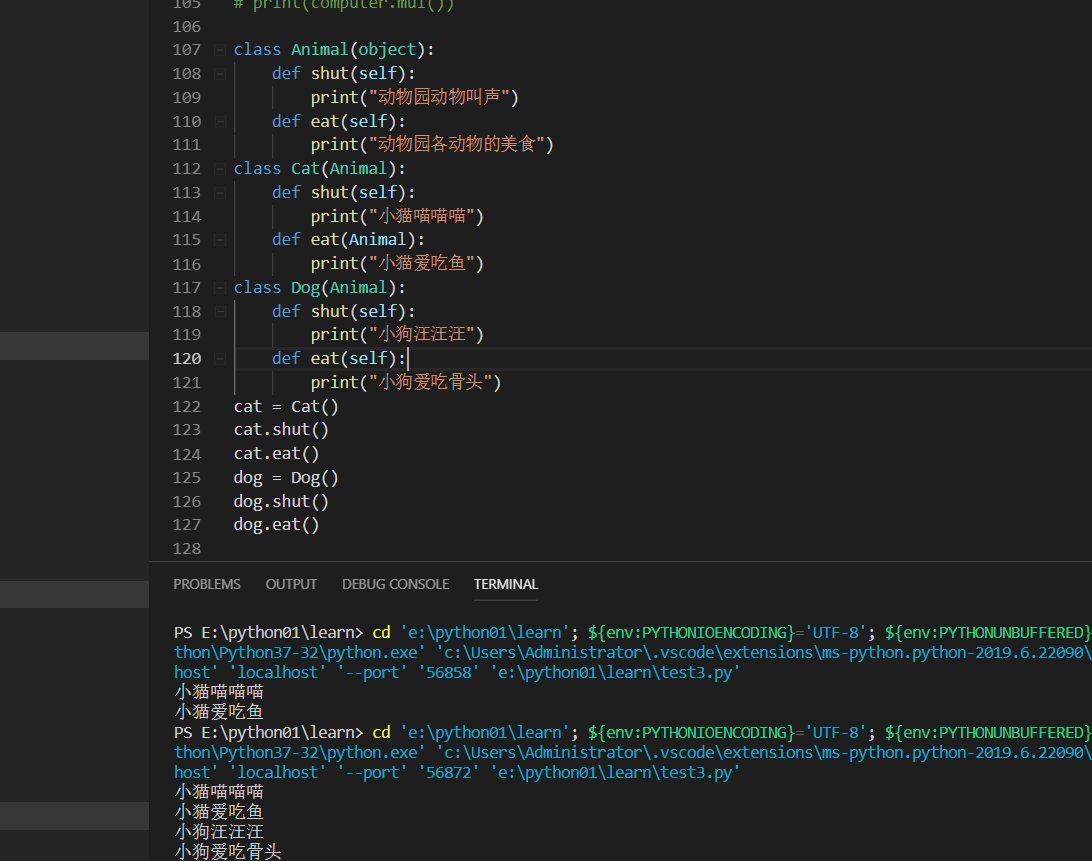 105 # print(computer.mul())
106
107 class Animal(object):
108 def shut(self):
109 print("动物园动物叫声")
110 def eat(self):
111 print("动物园各动物的美食")
112 class Cat(Animal):
113 def shut(self):
114 print("小猫喵喵喵")
115 def eat(Animal):
116 print("小猫爱吃鱼")
117 class Dog(Animal):
118 def shut(self):
119 print("小狗汪汪汪")
120 def eat(self):
121 print("小狗爱吃骨头")
122 cat = Cat()
123 cat.shut()
124 cat.eat()
125 dog = Dog()
126 dog.shut()
127 dog.eat()
128
PROBLEMS OUTPUT DEBUG CONSOLE TERMINAL
PS E:\python01\learn> cd 'e:\python01\learn'; ${env:PYTHONIOENCODING}='UTF-8'; ${env:PYTHONUNBUFFERED}
thon\Python37-32\python.exe' 'c:\Users\Administrator\.vscode\extensions\ms-python.python-2019.6.22090\
host' 'localhost' '--port' '56858' 'e:\python01\learn\test3.py'
小猫喵喵喵
小猫爱吃鱼
PS E:\python01\learn> cd 'e:\python01\learn'; ${env:PYTHONIOENCODING}='UTF-8'; ${env:PYTHONUNBUFFERED}
thon\Python37-32\python.exe' 'c:\Users\Administrator\.vscode\extensions\ms-python.python-2019.6.22090\
host' 'localhost' '--port' '56872' 'e:\python01\learn\test3.py'
小猫喵喵喵
小猫爱吃鱼
小狗汪汪汪
小狗爱吃骨头